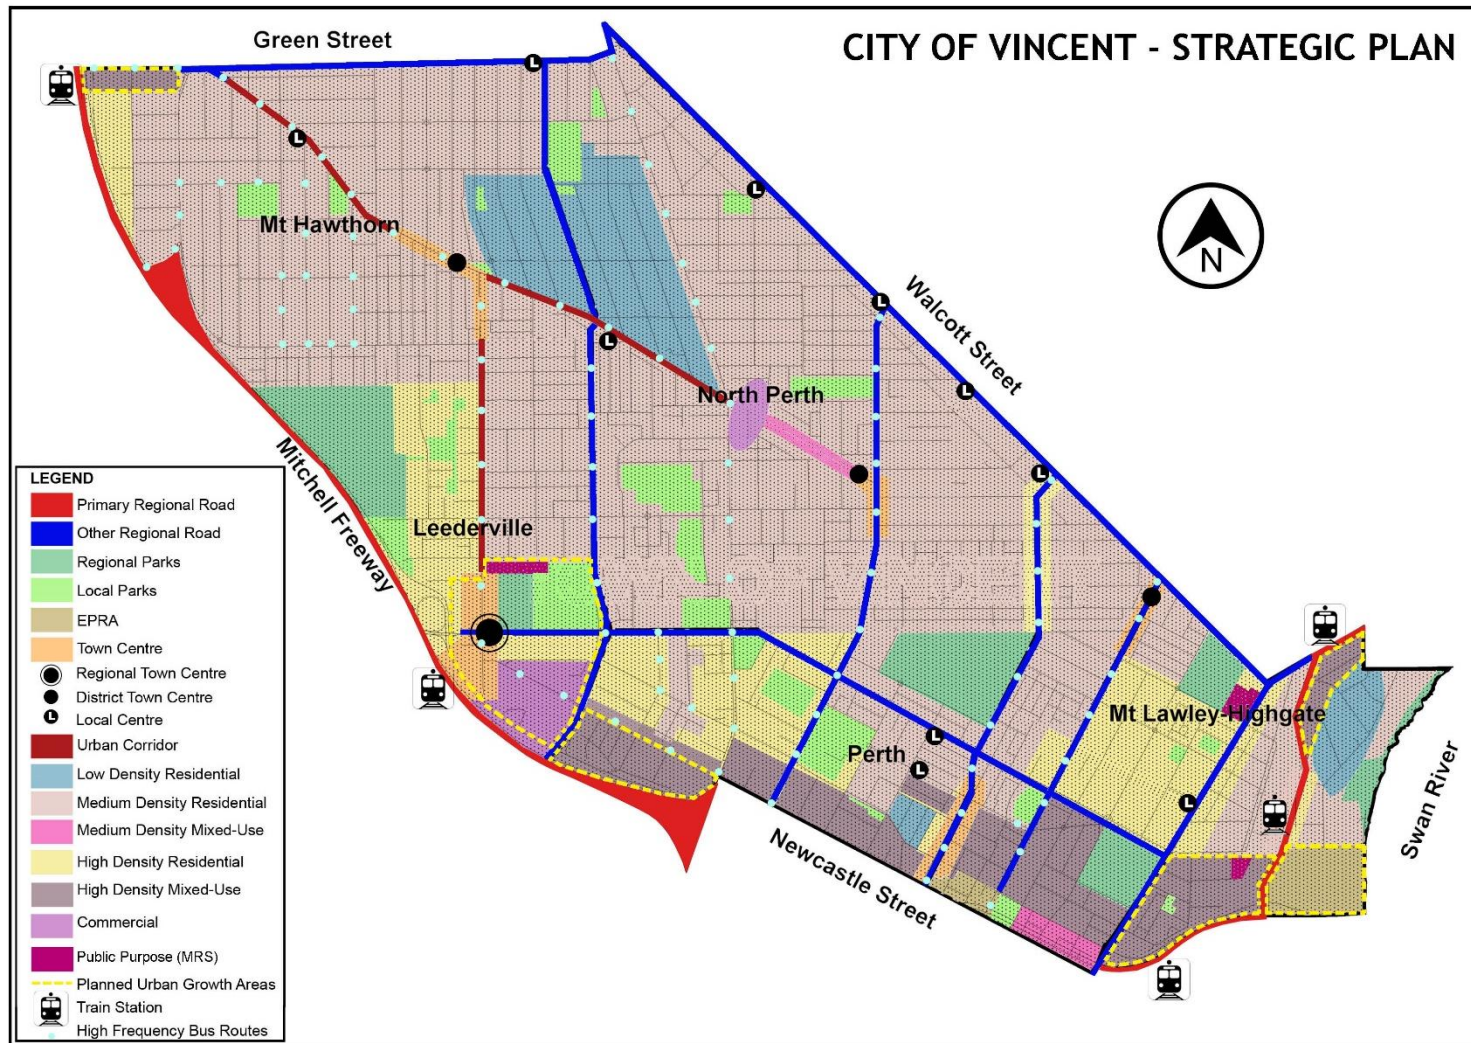 CITY OF VINCENT - STRATEGIC PLAN
Green Street
L
L
L
Mt Hawthorn
N
L
Walcott Street
L
North Perth
L
Mitchell Freeway
L
Leederville
Mt Lawley-Highgate
L
Perth
L
L
Swan River
Newcastle Street
LEGEND
Primary Regional Road
Other Regional Road
Regional Parks
Local Parks
EPRA
Town Centre
Regional Town Centre
District Town Centre
L Local Centre
Urban Corridor
Low Density Residential
Medium Density Residential
Medium Density Mixed-Use
High Density Residential
High Density Mixed-Use
Commercial
Public Purpose (MRS)
Planned Urban Growth Areas
Train Station
High Frequency Bus Routes